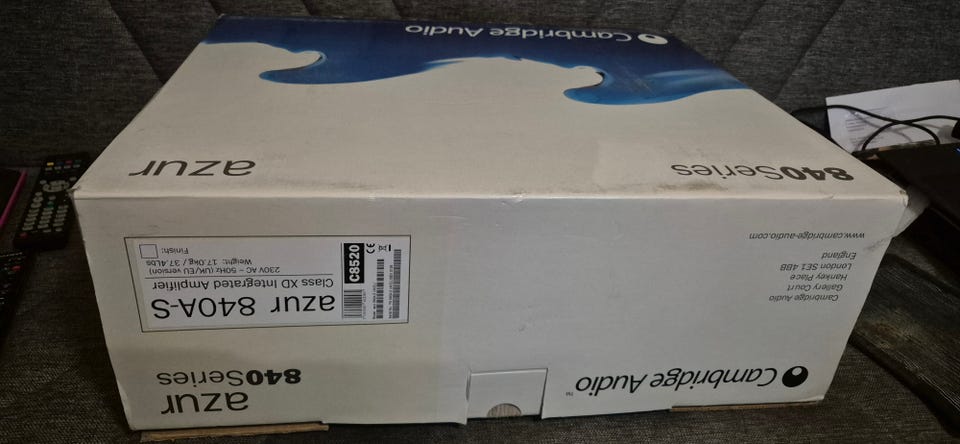 Cambridge Audio
azur
840Series
azur 840A-S
Class XD Integrated Amplifier
230V AC ~ 50Hz (UK/EU version)
Weight: 17.0kg / 37.4Lbs
Finish:
C8520
CE
www.cambridge-audio.com
Cambridge Audio
Gallery Court
Hankey Place
London SE1 4BB
England
Cambridge Audio™
azur
840Series